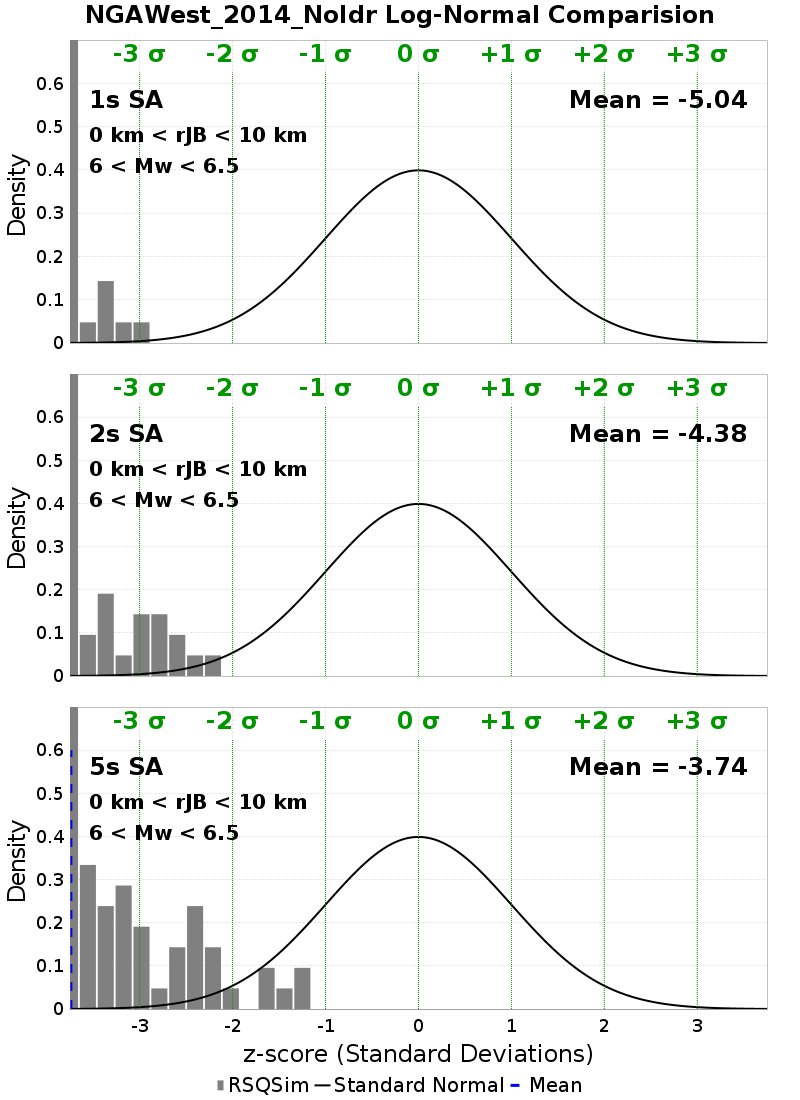 NGAWest_2014_NoIdr Log-Normal Comparision
-3 σ -2 σ -1 σ 0 σ +1 σ +2 σ +3 σ
1s SA Mean = -5.04
0 km < rJB < 10 km
6 < Mw < 6.5
Density
0.6
0.5
0.4
0.3
0.2
0.1
0
-3 σ -2 σ -1 σ 0 σ +1 σ +2 σ +3 σ
2s SA Mean = -4.38
0 km < rJB < 10 km
6 < Mw < 6.5
Density
0.6
0.5
0.4
0.3
0.2
0.1
0
-3 σ -2 σ -1 σ 0 σ +1 σ +2 σ +3 σ
5s SA Mean = -3.74
0 km < rJB < 10 km
6 < Mw < 6.5
Density
0.6
0.5
0.4
0.3
0.2
0.1
0
-3 -2 -1 0 1 2 3
z-score (Standard Deviations)
RSQSim Standard Normal Mean